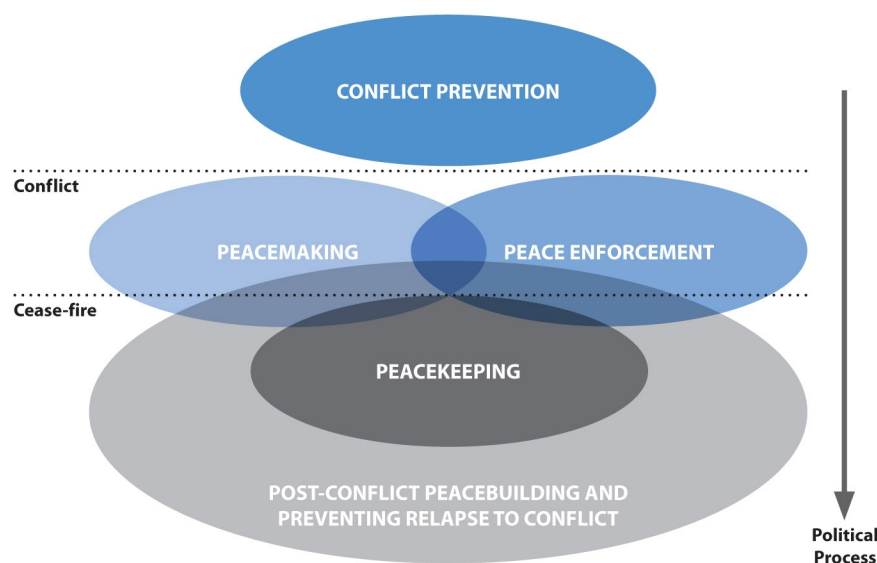 CONFLICT PREVENTION
Conflict
PEACEMAKING
PEACE ENFORCEMENT
Cease-fire
PEACEKEEPING
POST-CONFLICT PEACEBUILDING AND
PREVENTING RELAPSE TO CONFLICT
Political
Process